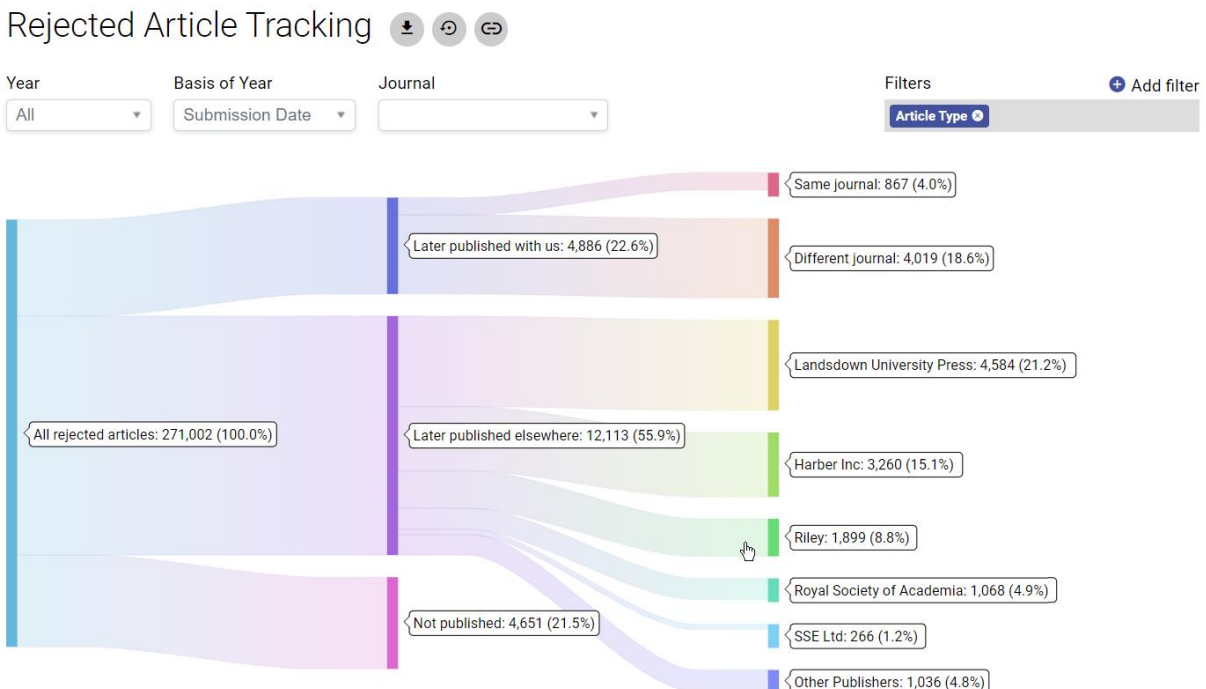 Rejected Article Tracking
Year
Basis of Year
Journal
Filters
Add filter
All
Submission Date
Article Type
Same journal: 867 (4.0%)
Later published with us: 4,886 (22.6%)
Different journal: 4,019 (18.6%)
Landsdown University Press: 4,584 (21.2%)
All rejected articles: 271,002 (100.0%)
Later published elsewhere: 12,113 (55.9%)
Harber Inc: 3,260 (15.1%)
Riley: 1,899 (8.8%)
Royal Society of Academia: 1,068 (4.9%)
Not published: 4,651 (21.5%)
SSE Ltd: 266 (1.2%)
Other Publishers: 1,036 (4.8%)